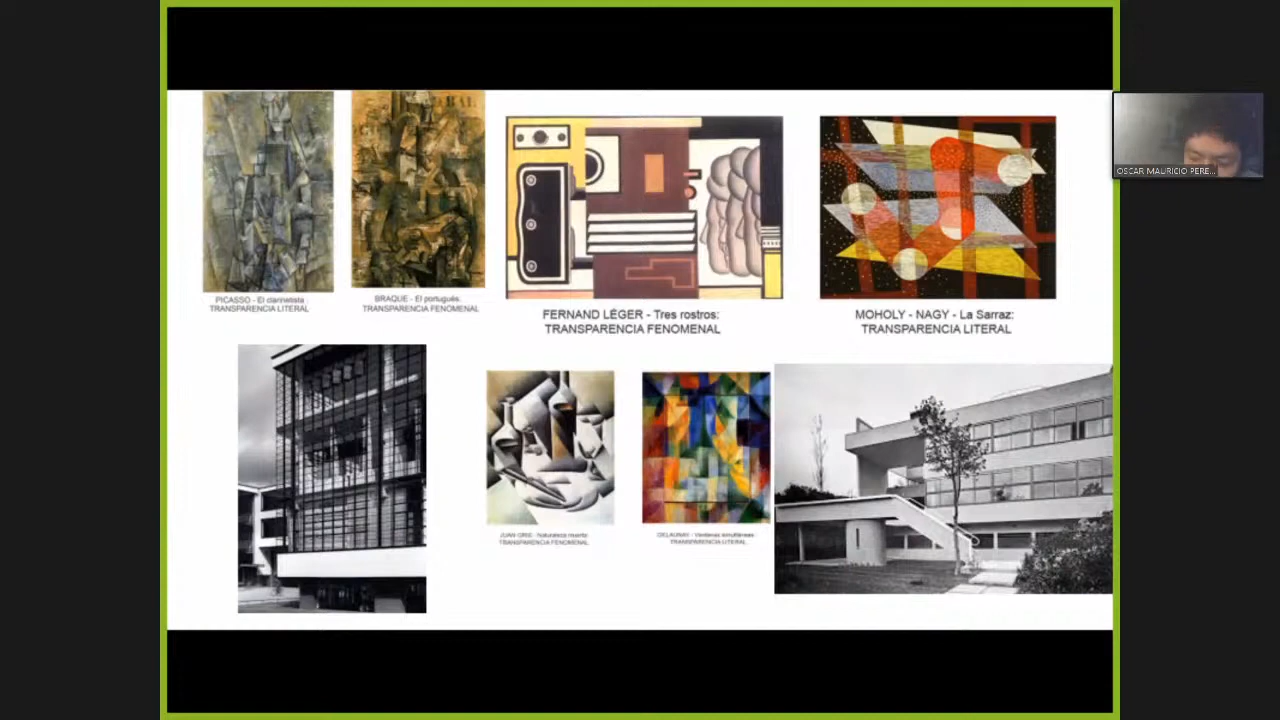 PICASSO - El clarinetista
TRANSPARENCIA LITERAL
BRAQUE - El portugués:
TRANSPARENCIA FENOMENAL
FERNAND LÉGER - Tres rostros:
TRANSPARENCIA FENOMENAL
MOHOLY - NAGY - La Sarraz:
TRANSPARENCIA LITERAL
OSCAR MAURICIO PERE...
JUAN GRIS - Naturaleza muerta:
TRANSPARENCIA FENOMENAL
DELAUNAY - Ventanas simultáneas:
TRANSPARENCIA LITERAL